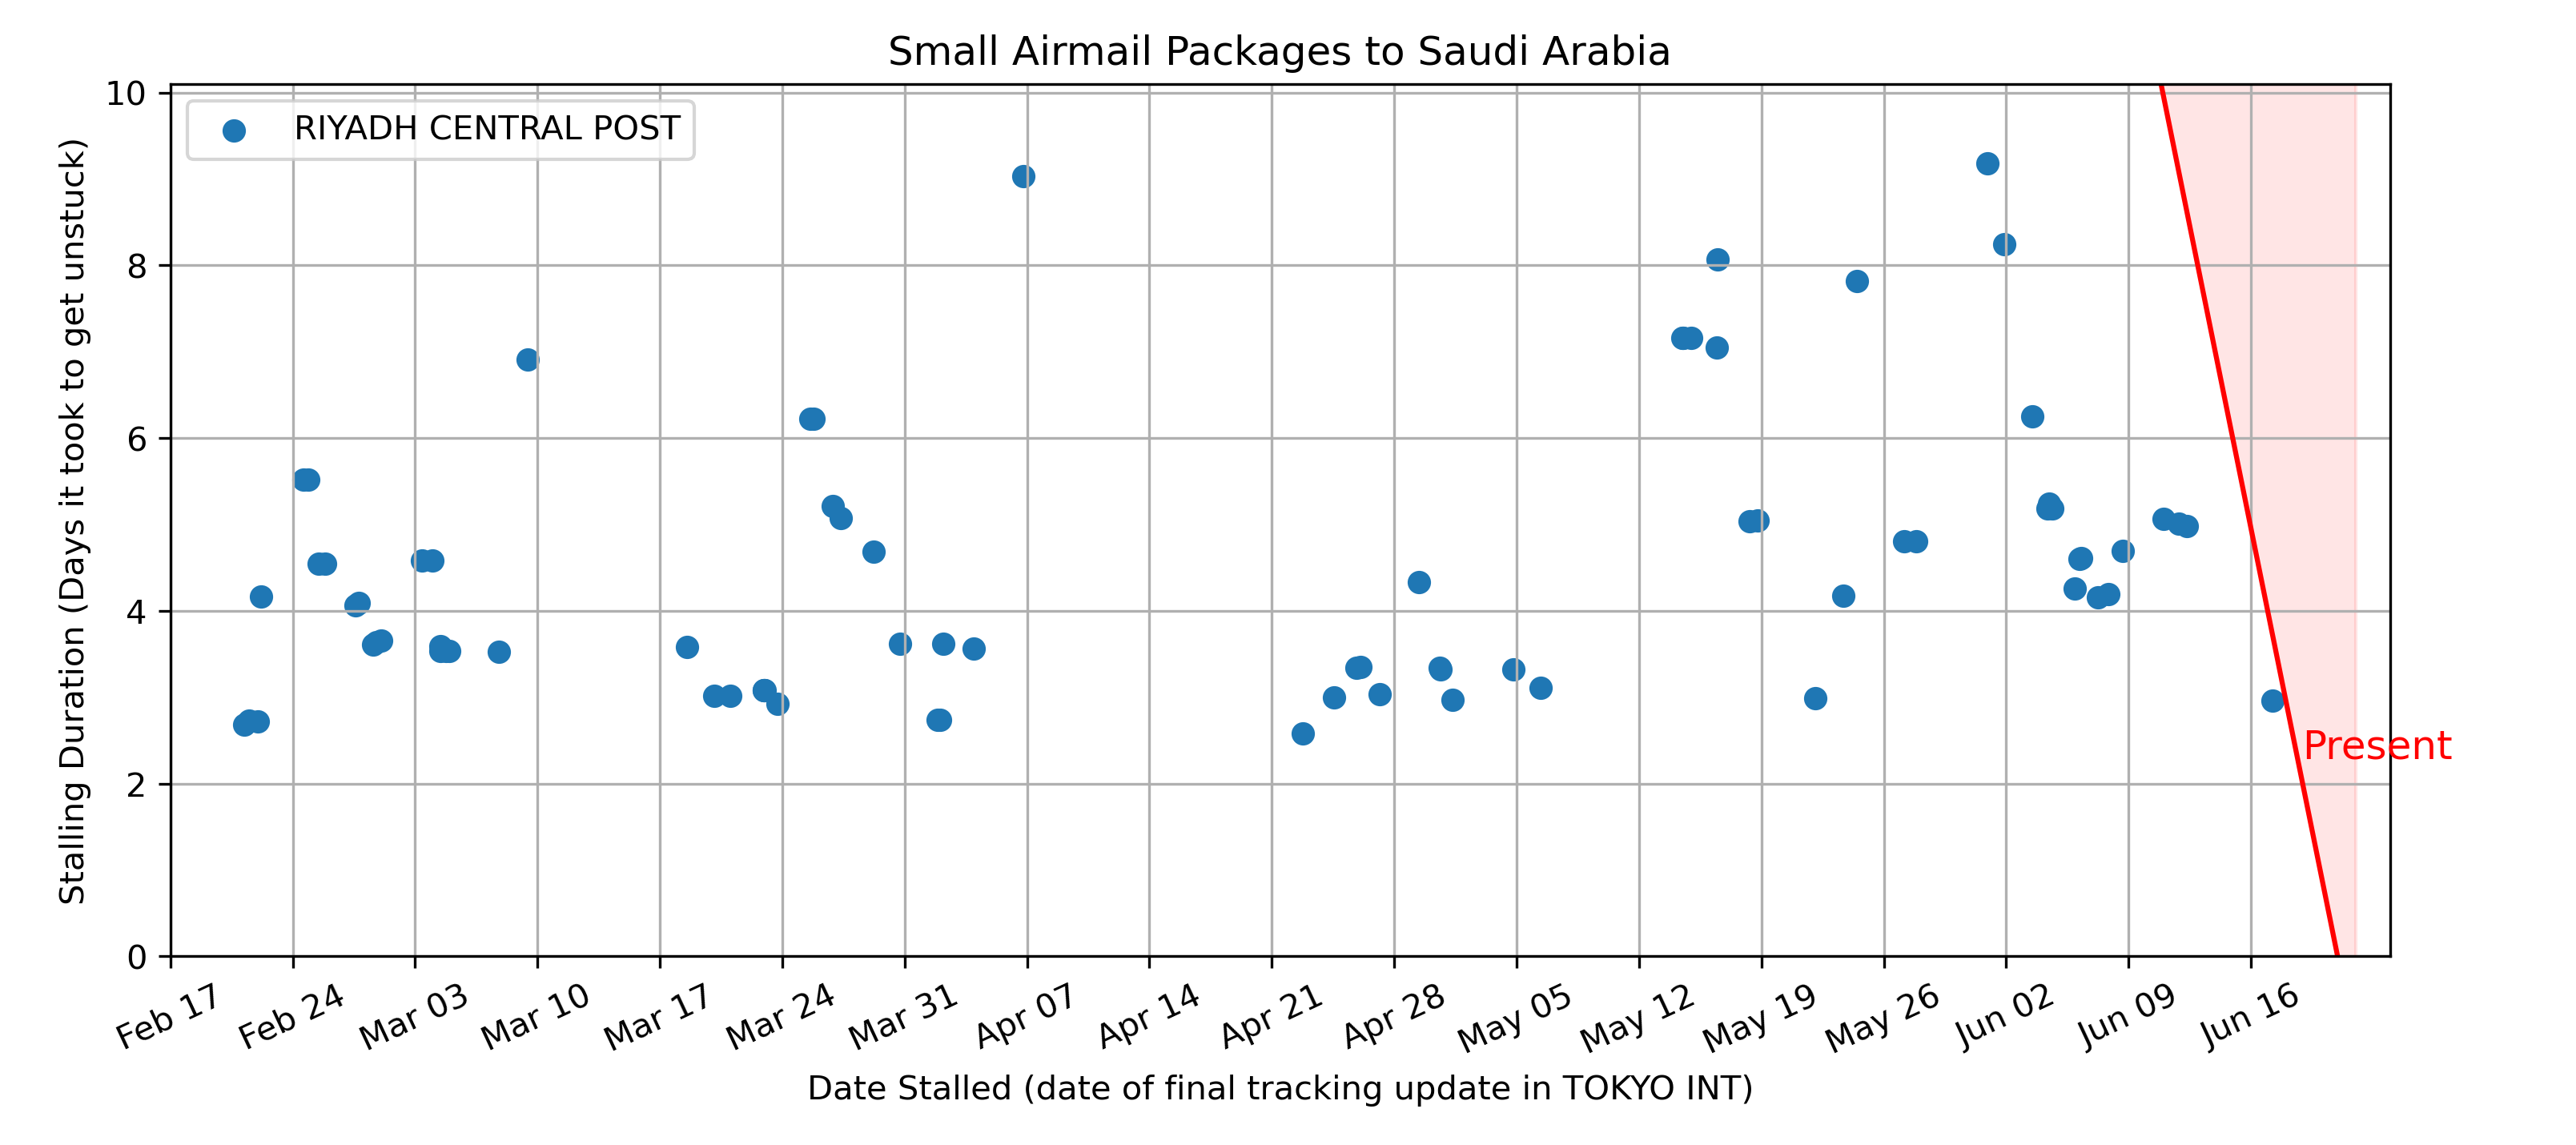 Small Airmail Packages to Saudi Arabia
RIYADH CENTRAL POST
Stalling Duration (Days it took to get unstuck)
10
8
6
4
2
0
Present
Feb 17
Feb 24
Mar 03
Mar 10
Mar 17
Mar 24
Mar 31
Apr 07
Apr 14
Apr 21
Apr 28
May 05
May 12
May 19
May 26
Jun 02
Jun 09
Jun 16
Date Stalled (date of final tracking update in TOKYO INT)